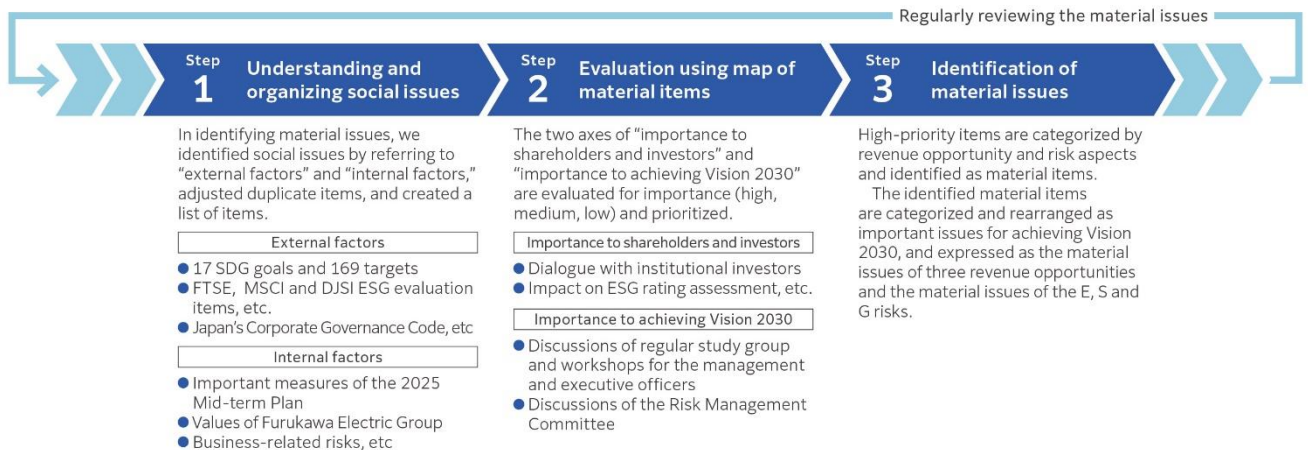 Regularly reviewing the material issues
Step
1
Understanding and
organizing social issues
In identifying material issues, we
identified social issues by referring to
“external factors” and “internal factors,”
adjusted duplicate items, and created a
list of items.
External factors
● 17 SDG goals and 169 targets
● FTSE, MSCI and DJSI ESG evaluation
items, etc.
● Japan’s Corporate Governance Code, etc
Internal factors
● Important measures of the 2025
Mid-term Plan
● Values of Furukawa Electric Group
● Business-related risks, etc
Step
2
Evaluation using map of
material items
The two axes of “importance to
shareholders and investors” and
“importance to achieving Vision 2030”
are evaluated for importance (high,
medium, low) and prioritized.
Importance to shareholders and investors
● Dialogue with institutional investors
● Impact on ESG rating assessment, etc.
Importance to achieving Vision 2030
● Discussions of regular study group
and workshops for the management
and executive officers
● Discussions of the Risk Management
Committee
Step
3
Identification of
material issues
High-priority items are categorized by
revenue opportunity and risk aspects
and identified as material items.
The identified material items
are categorized and rearranged as
important issues for achieving Vision
2030, and expressed as the material
issues of three revenue opportunities
and the material issues of the E, S and
G risks.